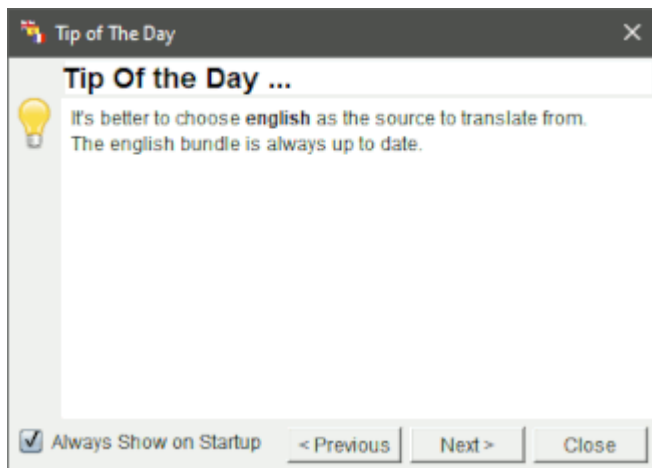 Tip of The Day
Tip Of the Day ...
It's better to choose english as the source to translate from.
The english bundle is always up to date.
Always Show on Startup
< Previous
Next >
Close